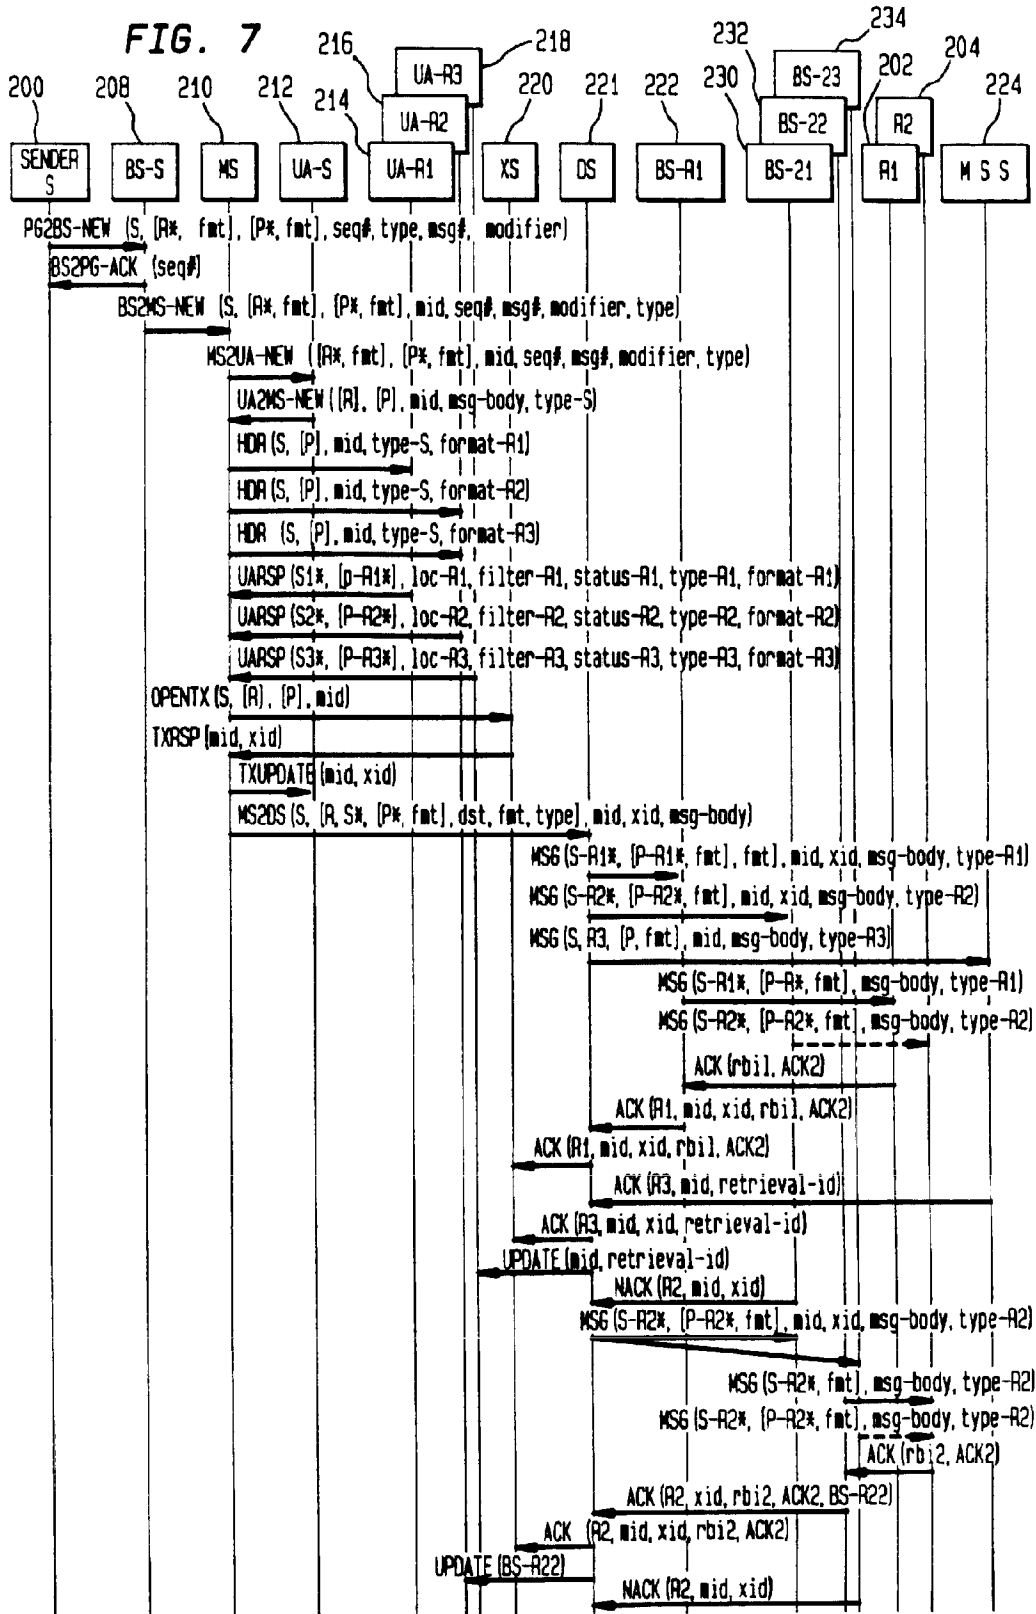 FIG. 7
216
218
232
234
200
208
210
212
214
220
221
222
230
202
204
224
UA-R3
UA-R2
UA-R1
BS-23
BS-22
BS-21
R2
R1
SENDER
S
BS-S
MS
UA-S
XS
DS
BS-R1
M S S
PG2BS-NEW (S, [R*, fmt], [P*, fmt], seq#, type, msg#, modifier)
BS2PG-ACK (seq#)
BS2MS-NEW (S, [R*, fmt], [P*, fmt], mid, seq#, msg#, modifier, type)
MS2UA-NEW ([R*, fmt], [P*, fmt], mid, seq#, msg#, modifier, type)
UA2MS-NEW ([R], [P], mid, msg-body, type-S)
HDR (S, [P], mid, type-S, format-R1)
HDR (S, [P], mid, type-S, format-R2)
HDR (S, [P], mid, type-S, format-R3)
UARSP (S1*, [p-R1*], loc-R1, filter-R1, status-R1, type-R1, format-R1)
UARSP (S2*, [P-R2*], loc-R2, filter-R2, status-R2, type-R2, format-R2)
UARSP (S3*, [P-R3*], loc-R3, filter-R3, status-R3, type-R3, format-R3)
OPENTX (S, [R], [P], mid)
TXRSP (mid, xid)
TXUPDATE (mid, xid)
MS2DS (S, [R, S*, [P*, fmt], dst, fmt, type], mid, xid, msg-body)
MSG (S-R1*, [P-R1*, fmt], fmt], mid, xid, msg-body, type-R1)
MSG (S-R2*, [P-R2*, fmt], mid, xid, msg-body, type-R2)
MSG (S, R3, [P, fmt], mid, msg-body, type-R3)
MSG (S-R1*, [P-R*, fmt], msg-body, type-R1)
MSG (S-R2*, [P-R2*, fmt], msg-body, type-R2)
ACK (rbi1, ACK2)
ACK (R1, mid, xid, rbi1, ACK2)
ACK (R1, mid, xid, rbi1, ACK2)
ACK (R3, mid, retrieval-id)
ACK (R3, mid, xid, retrieval-id)
UPDATE (mid, retrieval-id)
NACK (R2, mid, xid)
MSG (S-R2*, [P-R2*, fmt], mid, xid, msg-body, type-R2)
MSG (S-R2*, fmt], msg-body, type-R2)
MSG (S-R2*, [P-R2*, fmt], msg-body, type-R2)
ACK (rbi2, ACK2)
ACK (R2, xid, rbi2, ACK2, BS-R22)
ACK (R2, mid, xid, rbi2, ACK2)
UPDATE (BS-R22)
NACK (R2, mid, xid)